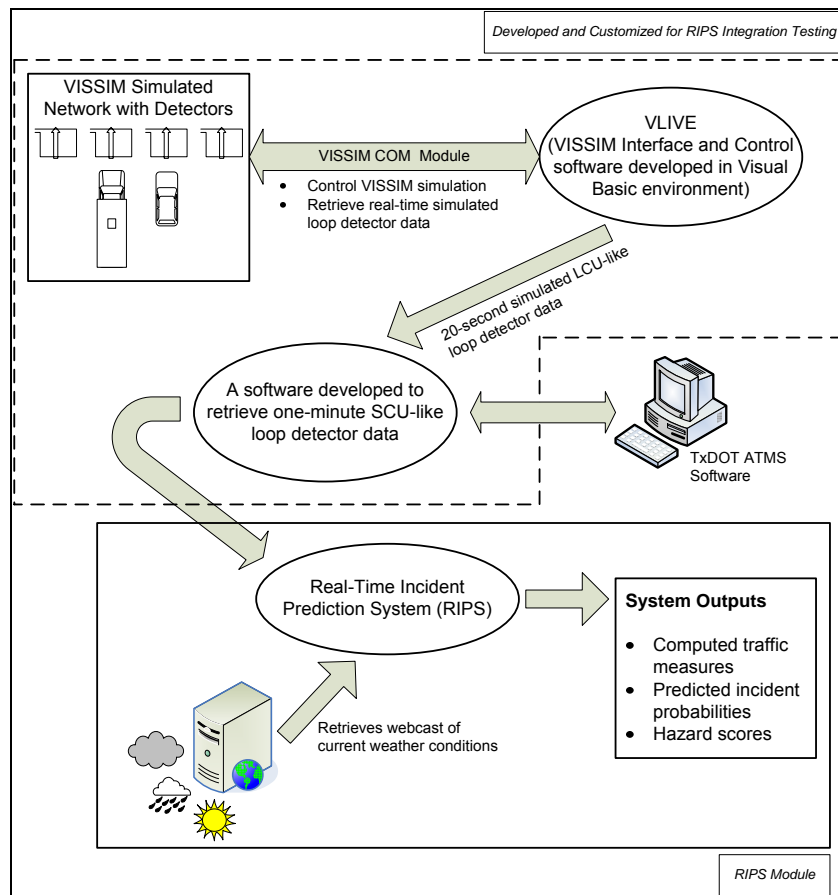 Developed and Customized for RIPS Integration Testing
VISSIM Simulated
Network with Detectors
VISSIM COM Module
• Control VISSIM simulation
• Retrieve real-time simulated
loop detector data
VLIVE
(VISSIM Interface and Control
software developed in Visual
Basic environment)
20-second simulated LCU-like
loop detector data
A software developed to
retrieve one-minute SCU-like
loop detector data
TxDOT ATMS
Software
Real-Time Incident
Prediction System (RIPS)
System Outputs
• Computed traffic
measures
• Predicted incident
probabilities
• Hazard scores
Retrieves webcast of
current weather conditions
RIPS Module